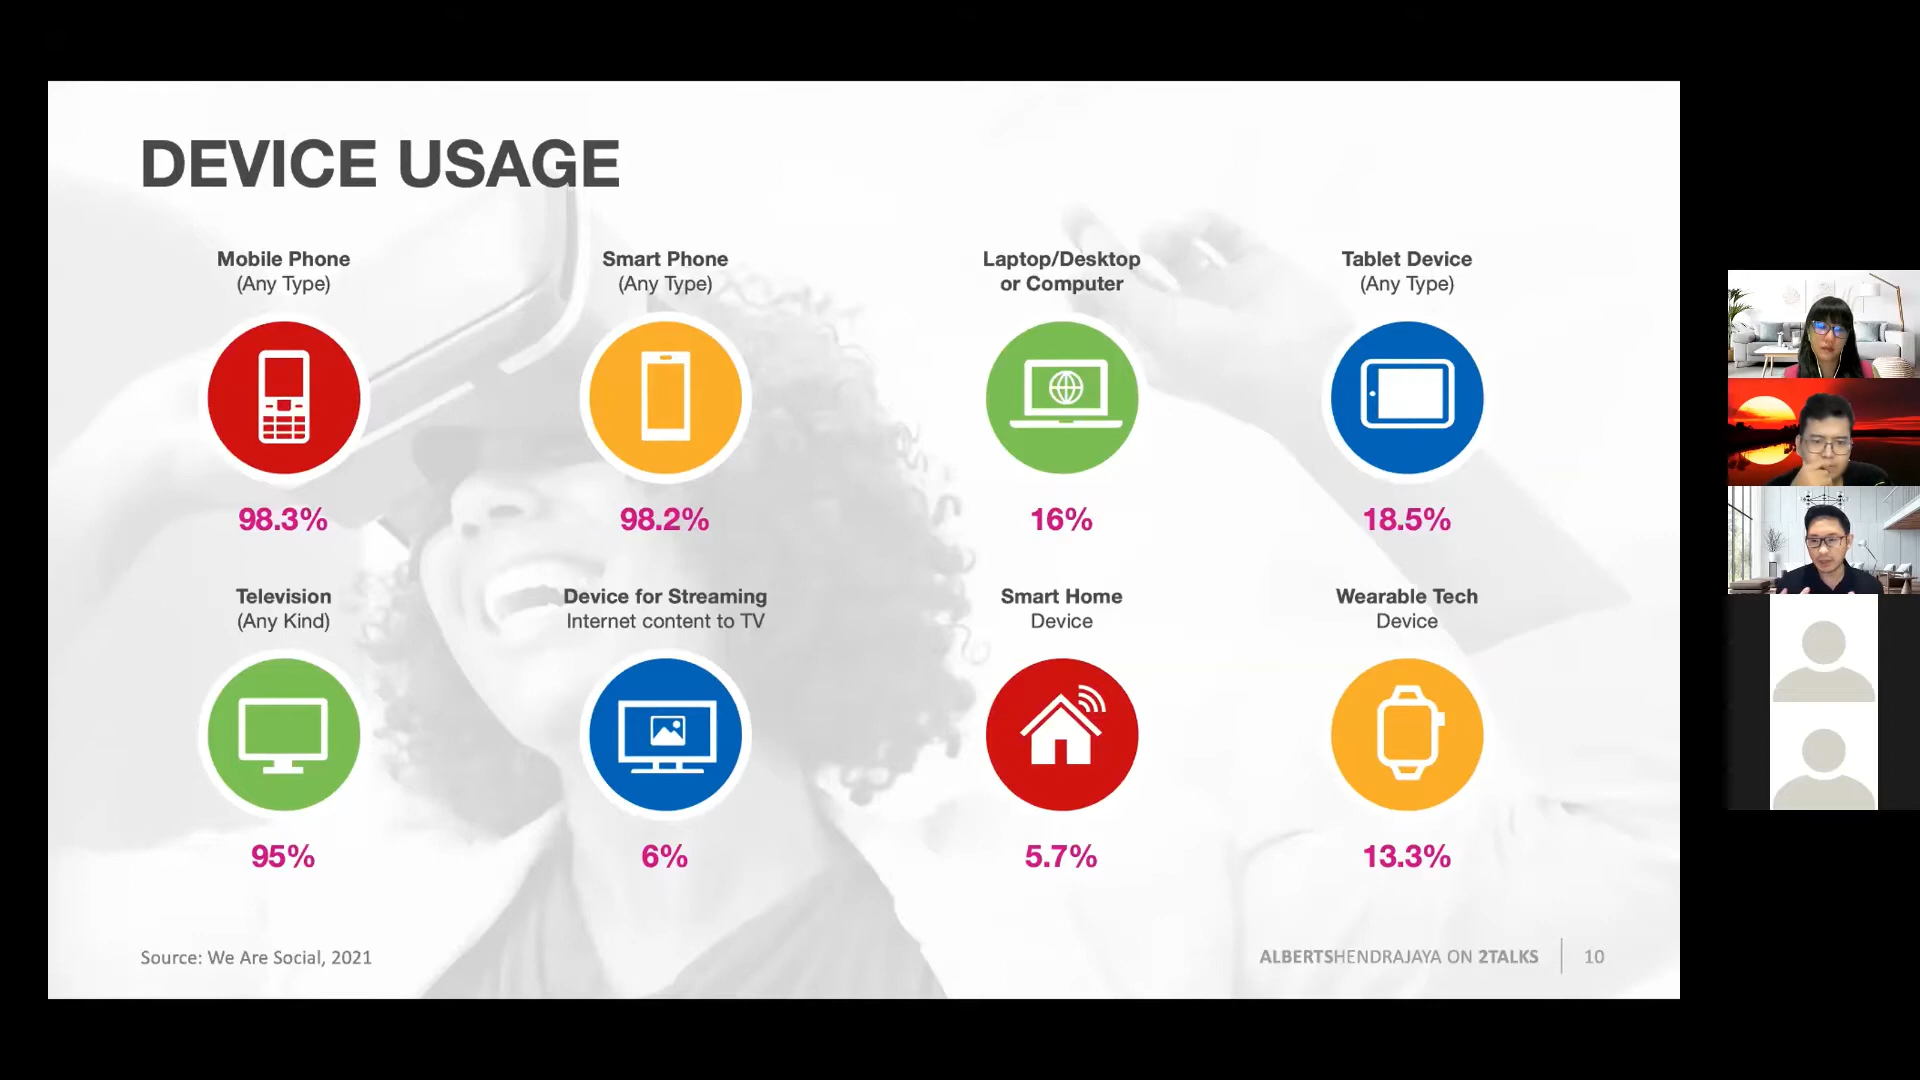 DEVICE USAGE
Mobile Phone
(Any Type)
98.3%
Smart Phone
(Any Type)
98.2%
Laptop/Desktop
or Computer
16%
Tablet Device
(Any Type)
18.5%
Television
(Any Kind)
95%
Device for Streaming
Internet content to TV
6%
Smart Home
Device
5.7%
Wearable Tech
Device
13.3%
Source: We Are Social, 2021
ALBERTSHENDRAJAYA ON 2TALKS
10